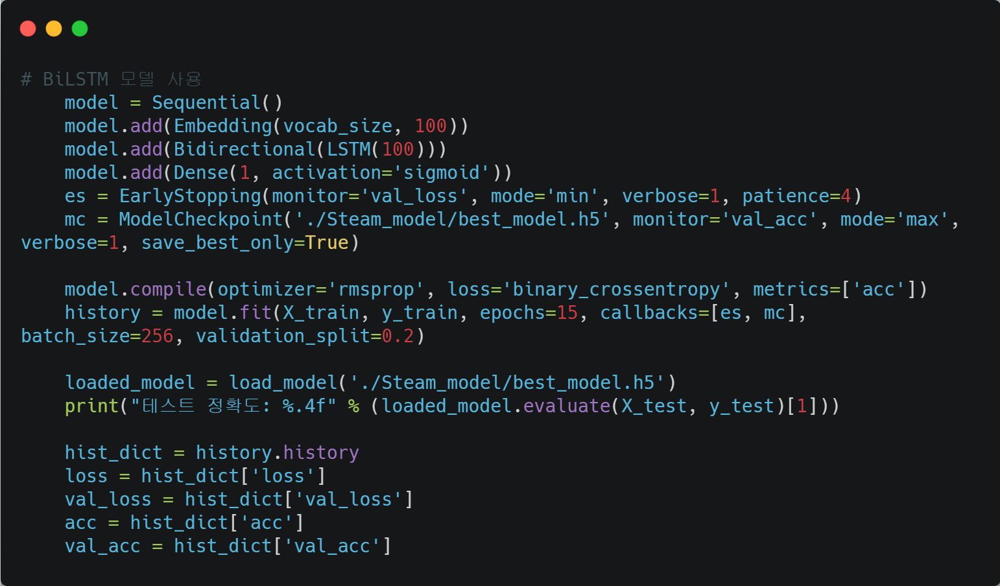 # BiLSTM 모델 사용
    model = Sequential()
    model.add(Embedding(vocab_size, 100))
    model.add(Bidirectional(LSTM(100)))
    model.add(Dense(1, activation='sigmoid'))
    es = EarlyStopping(monitor='val_loss', mode='min', verbose=1, patience=4)
    mc = ModelCheckpoint('./Steam_model/best_model.h5', monitor='val_acc', mode='max',
verbose=1, save_best_only=True)

    model.compile(optimizer='rmsprop', loss='binary_crossentropy', metrics=['acc'])
    history = model.fit(X_train, y_train, epochs=15, callbacks=[es, mc],
batch_size=256, validation_split=0.2)

    loaded_model = load_model('./Steam_model/best_model.h5')
    print("테스트 정확도: %.4f" % (loaded_model.evaluate(X_test, y_test)[1]))

    hist_dict = history.history
    loss = hist_dict['loss']
    val_loss = hist_dict['val_loss']
    acc = hist_dict['acc']
    val_acc = hist_dict['val_acc']